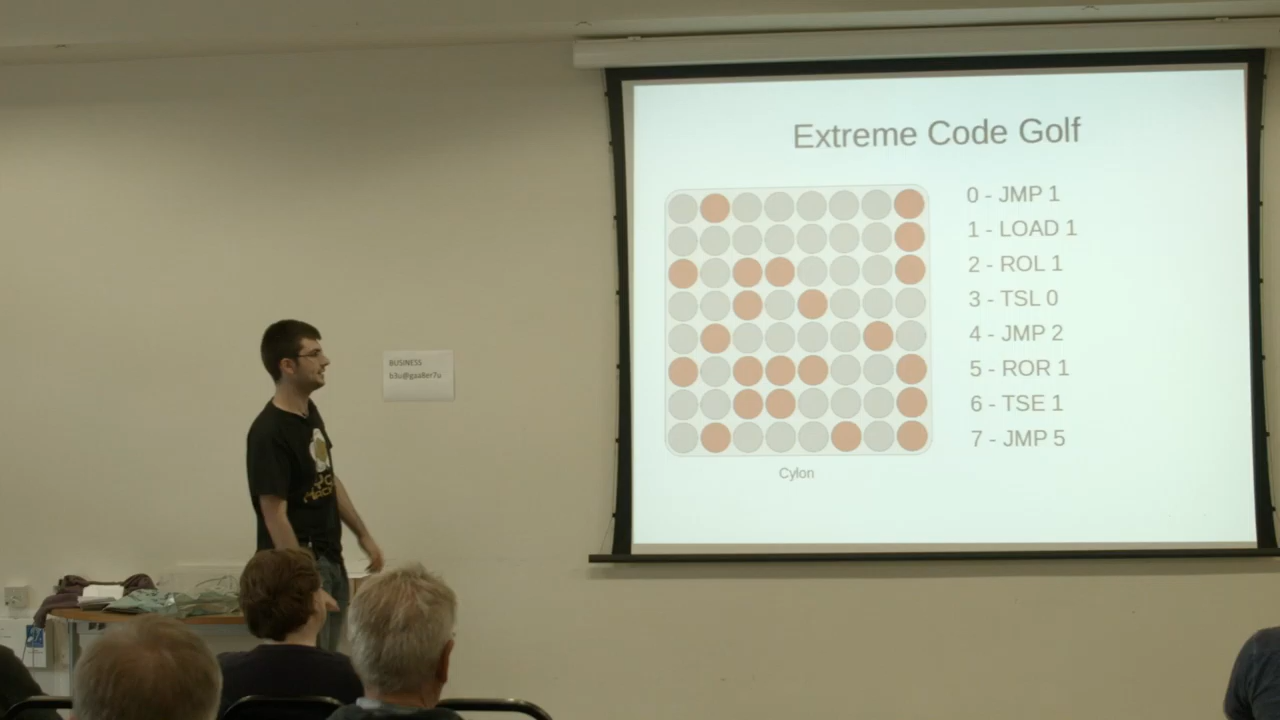 Extreme Code Golf
0 - JMP 1
1 - LOAD 1
2 - ROL 1
3 - TSL 0
4 - JMP 2
5 - ROR 1
6 - TSE 1
7 - JMP 5
Cylon
BUSINESS